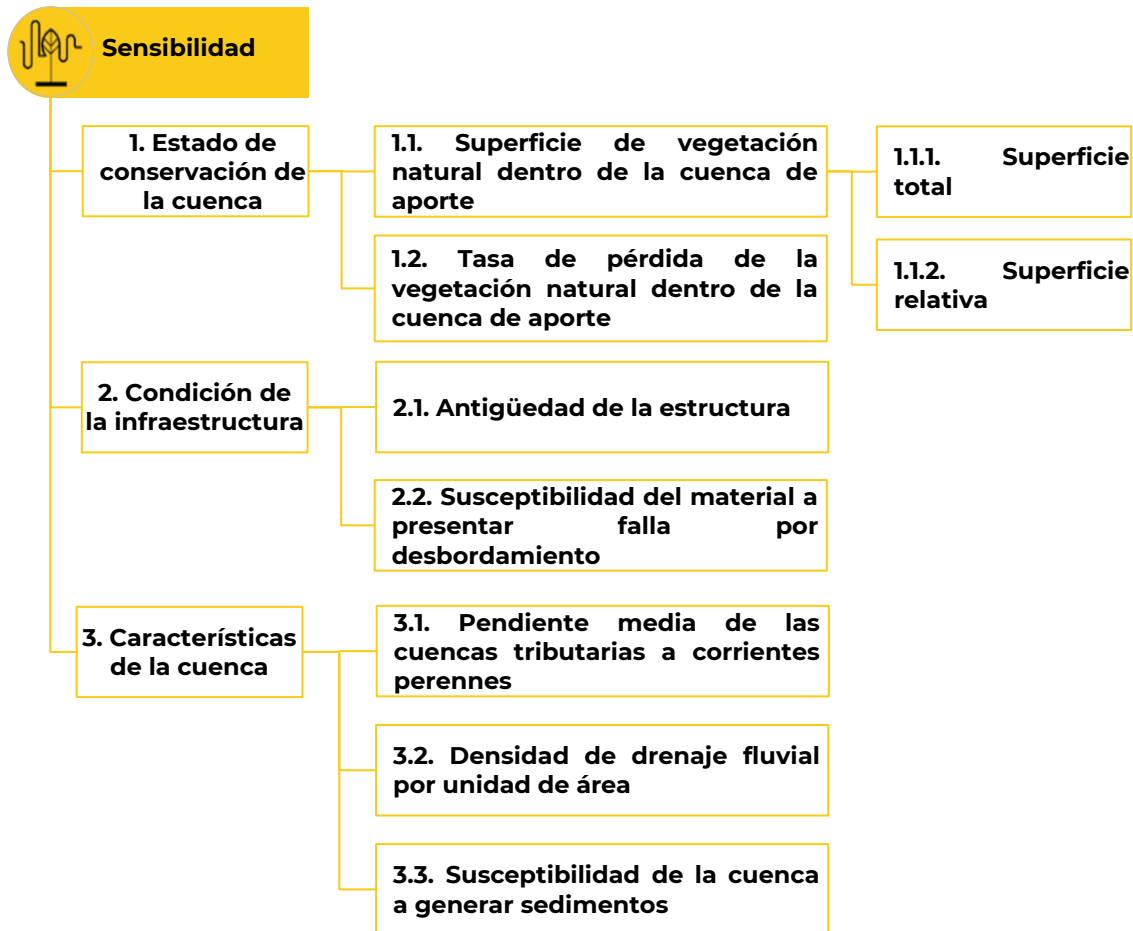 Sensibilidad
1. Estado de
conservación de
la cuenca
1.1. Superficie de vegetación
natural dentro de la cuenca de
aporte
1.1.1. Superficie
total
1.1.2. Superficie
relativa
1.2. Tasa de pérdida de la
vegetación natural dentro de la
cuenca de aporte
2. Condición de
la infraestructura
2.1. Antigüedad de la estructura
2.2. Susceptibilidad del material a
presentar falla por
desbordamiento
3. Características
de la cuenca
3.1. Pendiente media de las
cuencas tributarias a corrientes
perennes
3.2. Densidad de drenaje fluvial
por unidad de área
3.3. Susceptibilidad de la cuenca
a generar sedimentos